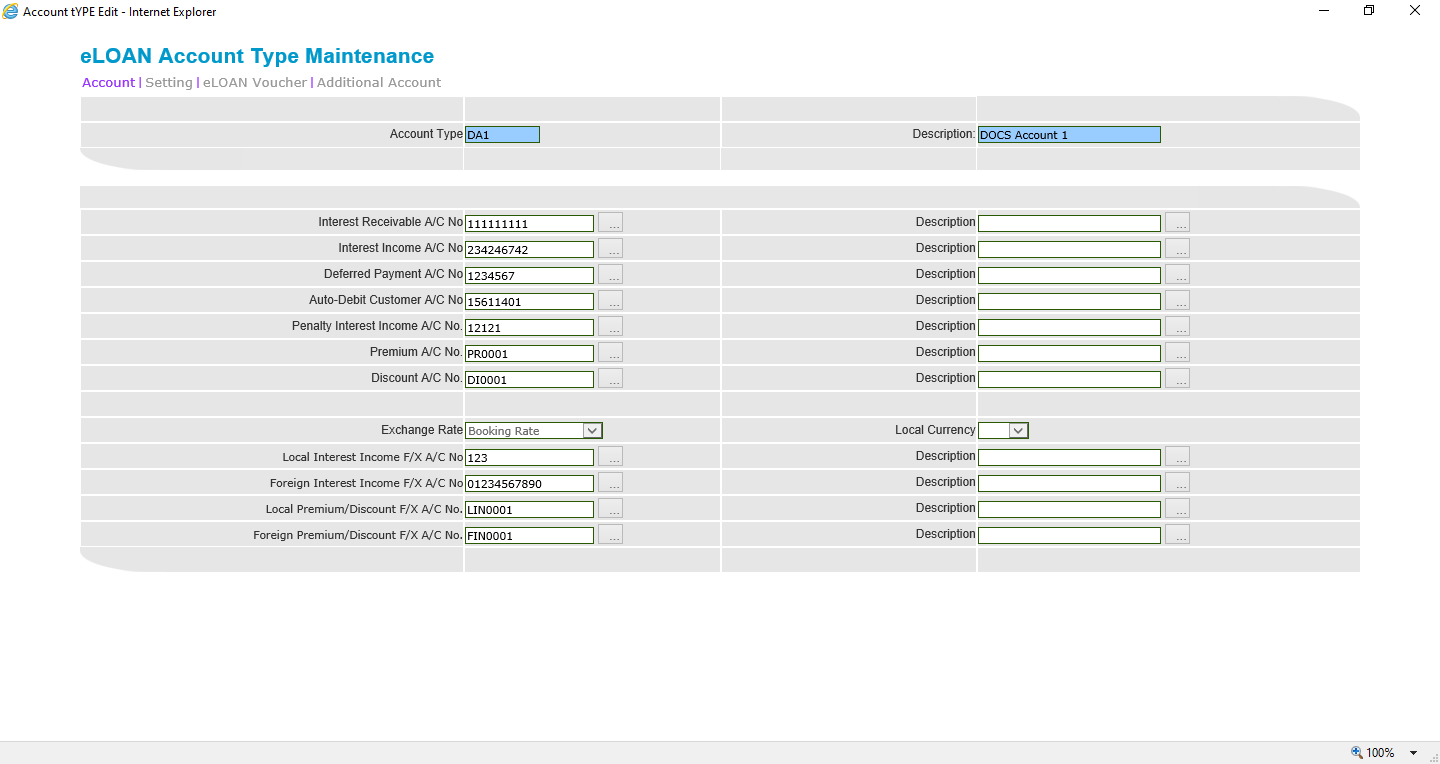 Account tYPE Edit - Internet Explorer
eLOAN Account Type Maintenance
Account | Setting | eLOAN Voucher | Additional Account
Account Type DA1 Description: DOCS Account 1
Interest Receivable A/C No 111111111 ... Description ...
Interest Income A/C No 234246742 ... Description ...
Deferred Payment A/C No 1234567 ... Description ...
Auto-Debit Customer A/C No 15611401 ... Description ...
Penalty Interest Income A/C No. 12121 ... Description ...
Premium A/C No. PR0001 ... Description ...
Discount A/C No. DI0001 ... Description ...
Exchange Rate Booking Rate Local Currency
Local Interest Income F/X A/C No 123 ... Description ...
Foreign Interest Income F/X A/C No 01234567890 ... Description ...
Local Premium/Discount F/X A/C No. LIN0001 ... Description ...
Foreign Premium/Discount F/X A/C No. FIN0001 ... Description ...
100%